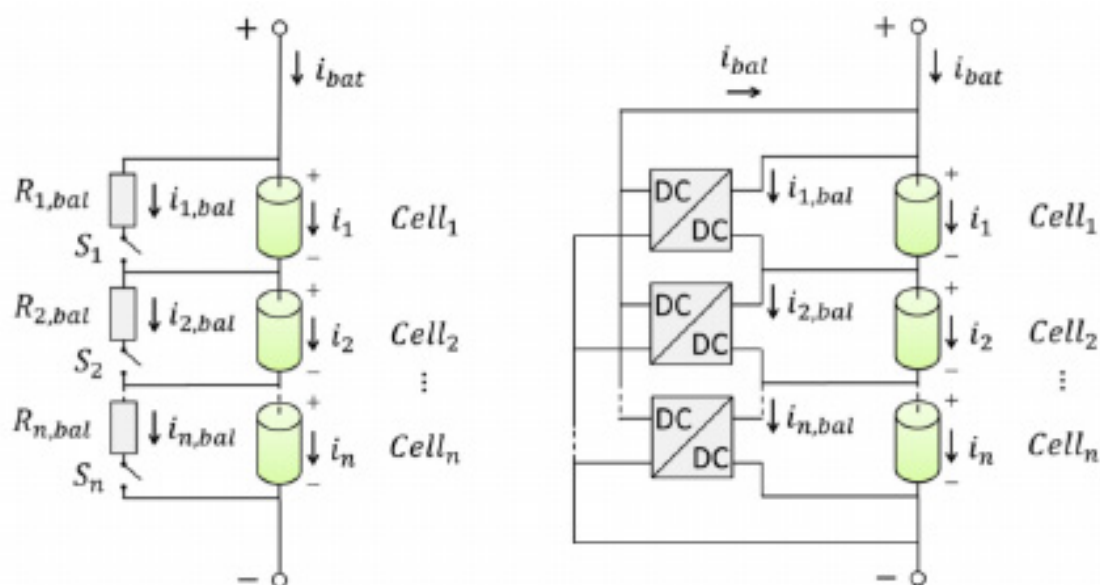 +
i_bat
R_1,bal
i_1,bal
+
i_1
Cell_1
S_1
−
R_2,bal
i_2,bal
+
i_2
Cell_2
S_2
−
⋮
R_n,bal
i_n,bal
+
i_n
Cell_n
S_n
−
−
+
i_bal
i_bat
DC
DC
i_1,bal
+
i_1
Cell_1
−
DC
DC
i_2,bal
+
i_2
Cell_2
−
⋮
DC
DC
i_n,bal
+
i_n
Cell_n
−
−